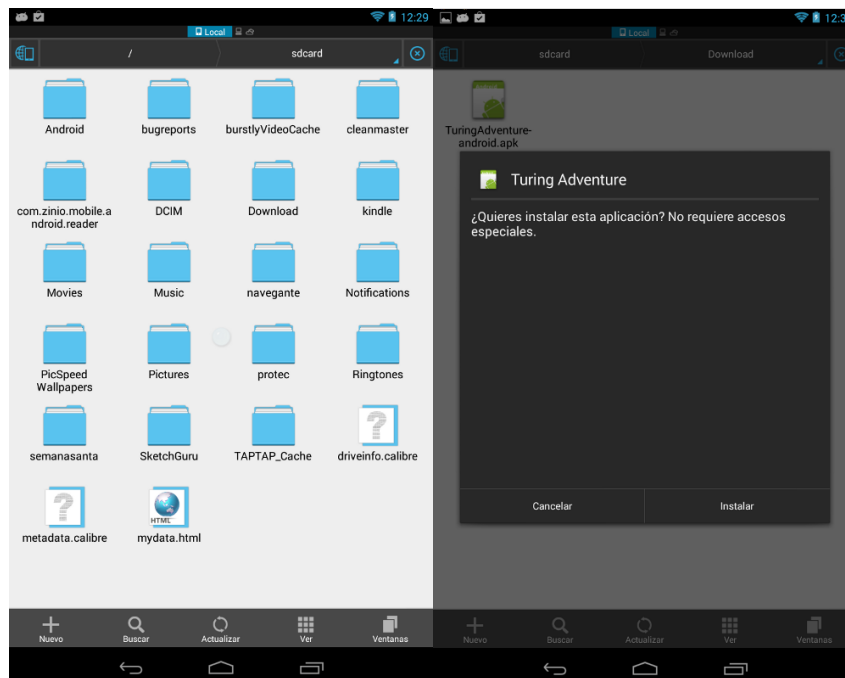 12:29
Local
/
sdcard
Android
bugreports
burstlyVideoCache
cleanmaster
com.zinio.mobile.a
ndroid.reader
DCIM
Download
kindle
Movies
Music
navegante
Notifications
PicSpeed
Wallpapers
Pictures
protec
Ringtones
semanasanta
SketchGuru
TAPTAP_Cache
driveinfo.calibre
metadata.calibre
HTML
mydata.html
Nuevo
Buscar
Actualizar
Ver
Ventanas
12:3
Local
sdcard
Download
Android
TuringAdventure-
android.apk
Turing Adventure
¿Quieres instalar esta aplicación? No requiere accesos
especiales.
Cancelar
Instalar
Nuevo
Buscar
Actualizar
Ver
Ventanas